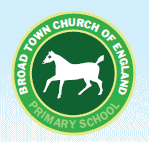 BROAD TOWN CHURCH OF ENGLAND
PRIMARY SCHOOL